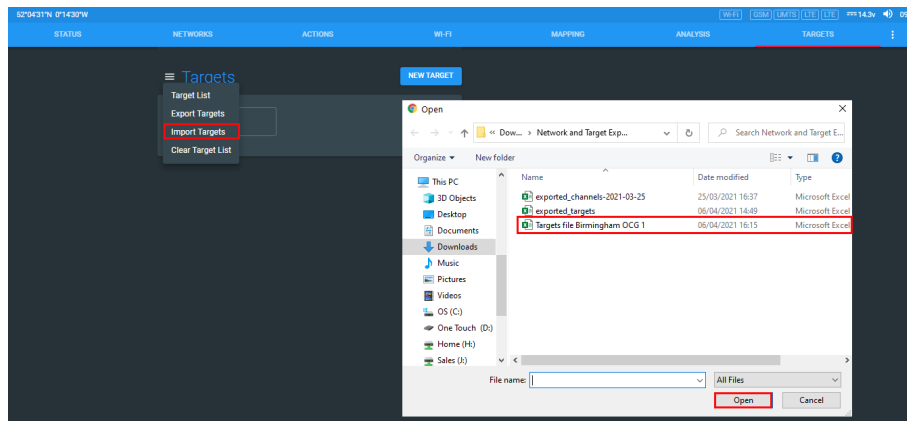 52°04'31"N 0°14'30"W
Wi-Fi GSM UMTS LTE LTE 14.3v 09
STATUS NETWORKS ACTIONS WI-FI MAPPING ANALYSIS TARGETS
Targets
NEW TARGET
Target List
Export Targets
Import Targets
Clear Target List
Open
« Dow... › Network and Target Exp...
Search Network and Target E...
Organize New folder
This PC
3D Objects
Desktop
Documents
Downloads
Music
Pictures
Videos
OS (C:)
One Touch (D:)
Home (H:)
Sales (J:)
Name Date modified Type
exported_channels-2021-03-25 25/03/2021 16:37 Microsoft Excel
exported_targets 06/04/2021 14:49 Microsoft Excel
Targets file Birmingham OCG 1 06/04/2021 16:15 Microsoft Excel
File name: All Files
Open Cancel